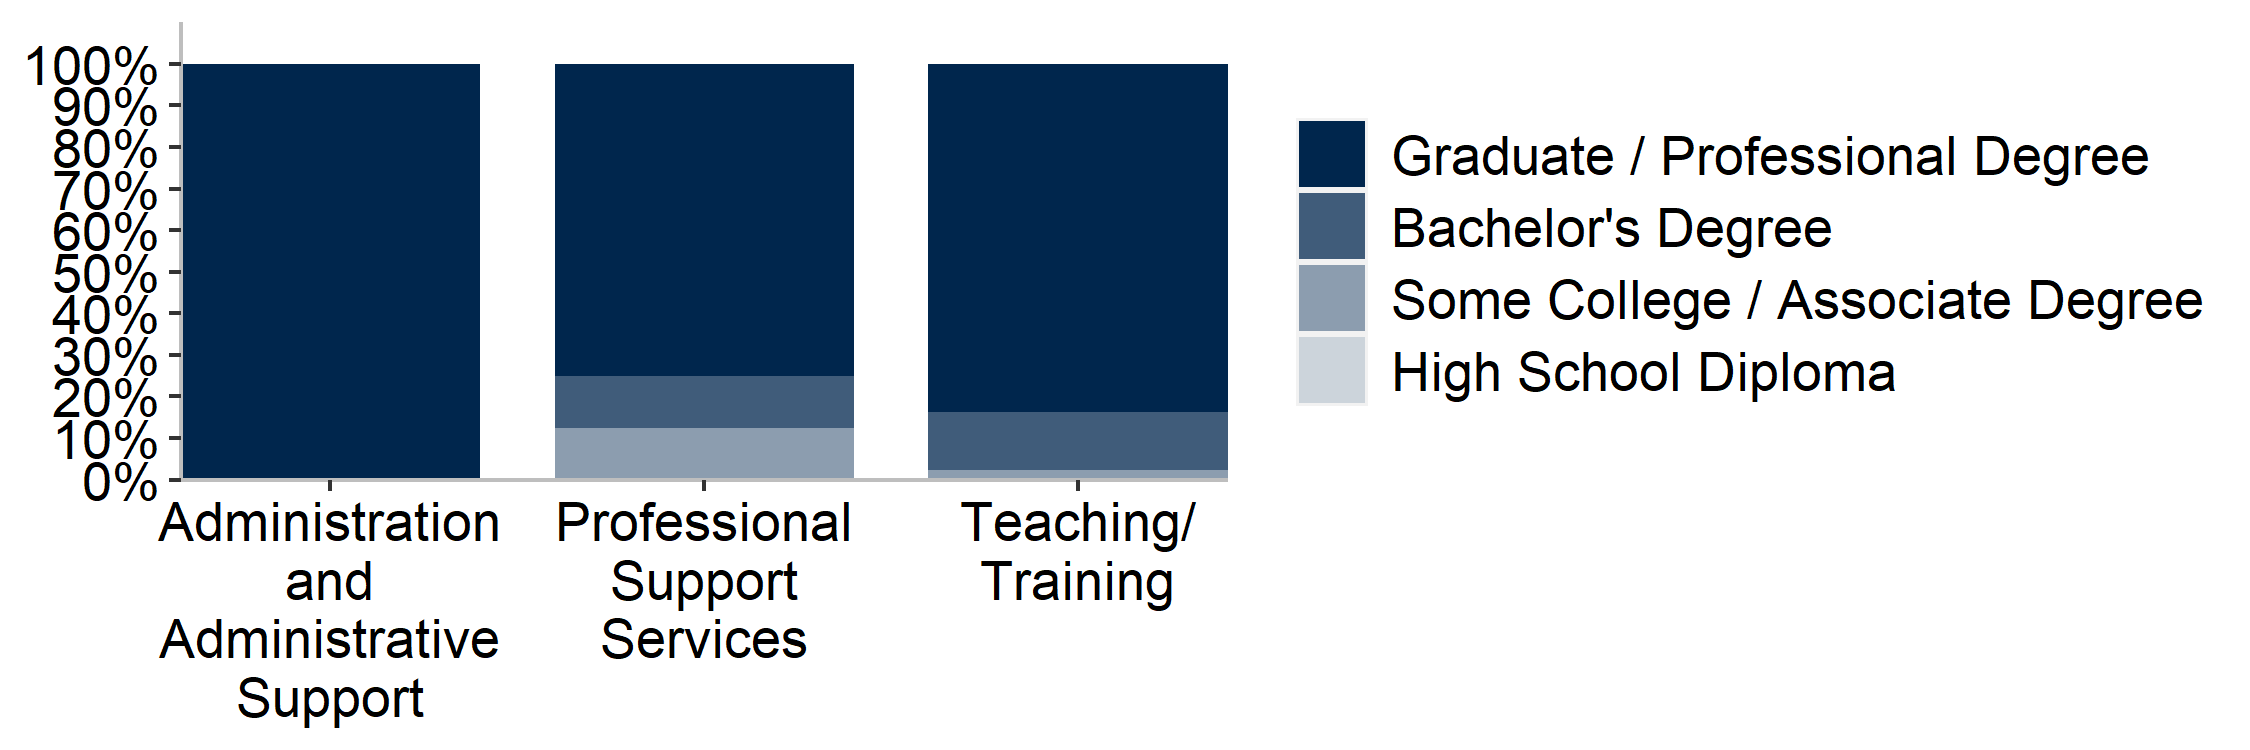 100%
90%
80%
70%
60%
50%
40%
30%
20%
10%
0%
Administration
and
Administrative
Support
Professional
Support
Services
Teaching/
Training
Graduate / Professional Degree
Bachelor's Degree
Some College / Associate Degree
High School Diploma